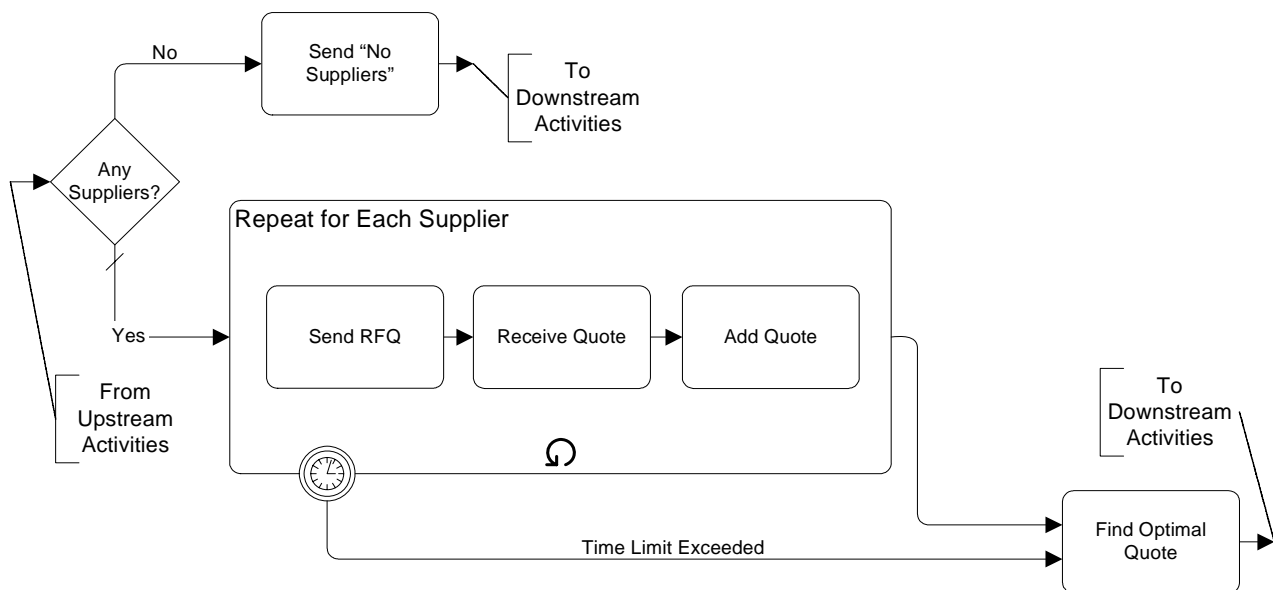 No
Send “No
Suppliers”
To
Downstream
Activities
Any
Suppliers?
Repeat for Each Supplier
Send RFQ
Receive Quote
Add Quote
Yes
From
Upstream
Activities
To
Downstream
Activities
Find Optimal
Quote
Time Limit Exceeded